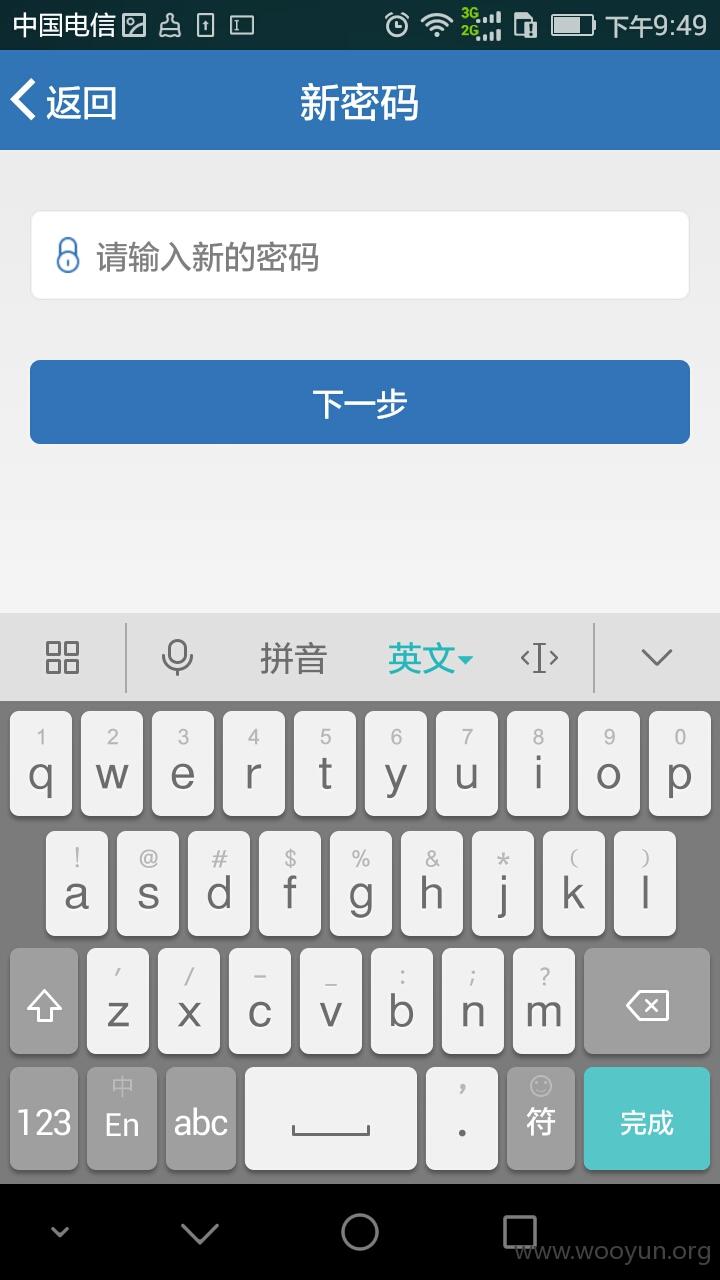 中国电信 3G 2G 下午9:49
返回 新密码
请输入新的密码
下一步
拼音 英文
1 2 3 4 5 6 7 8 9 0
q w e r t y u i o p
! @ # $ % & * ( )
a s d f g h j k l
′ / – _ : ; ?
z x c v b n m
中 ,
123 En abc . 符 完成
www.wooyun.org